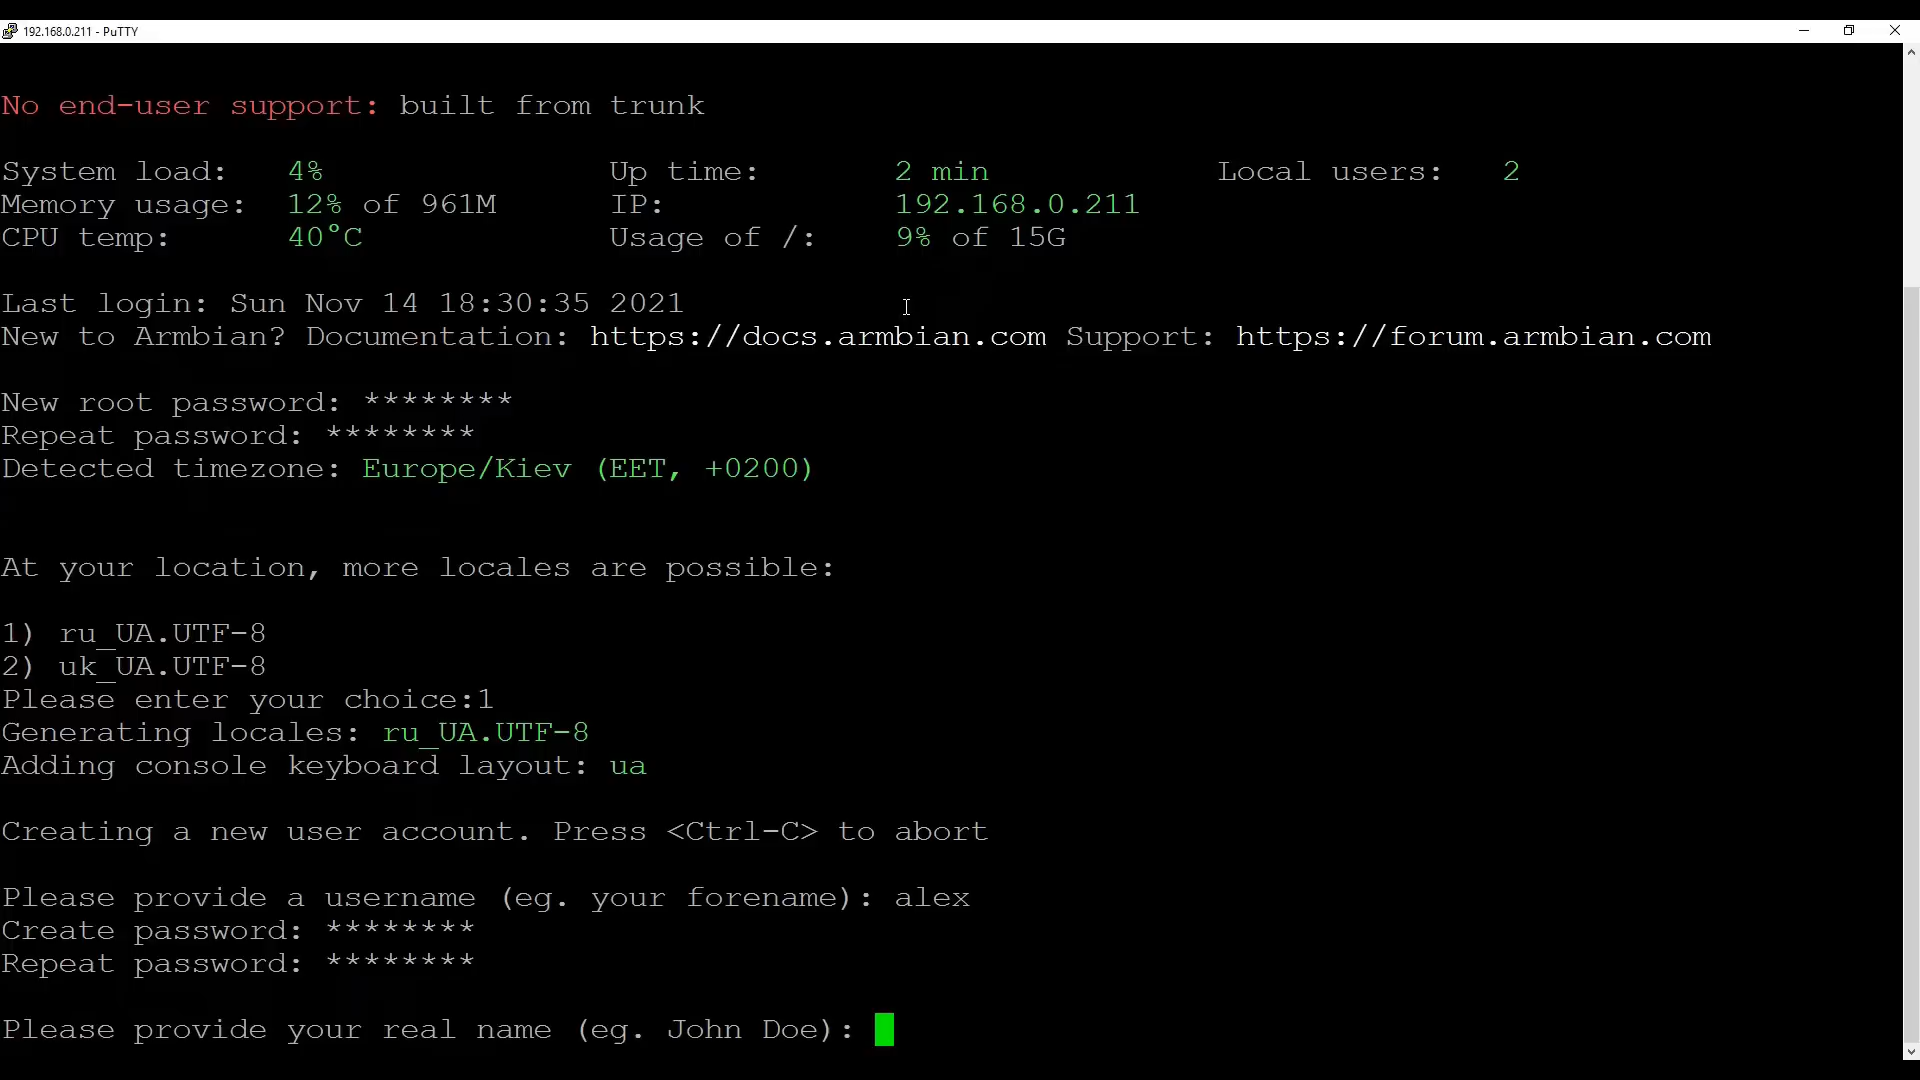 192.168.0.211 - PuTTY
No end-user support: built from trunk
System load: 4% Up time: 2 min Local users: 2
Memory usage: 12% of 961M IP: 192.168.0.211
CPU temp: 40°C Usage of /: 9% of 15G
Last login: Sun Nov 14 18:30:35 2021
New to Armbian? Documentation: https://docs.armbian.com Support: https://forum.armbian.com
New root password: ********
Repeat password: ********
Detected timezone: Europe/Kiev (EET, +0200)
At your location, more locales are possible:
1) ru_UA.UTF-8
2) uk_UA.UTF-8
Please enter your choice:1
Generating locales: ru_UA.UTF-8
Adding console keyboard layout: ua
Creating a new user account. Press <Ctrl-C> to abort
Please provide a username (eg. your forename): alex
Create password: ********
Repeat password: ********
Please provide your real name (eg. John Doe):